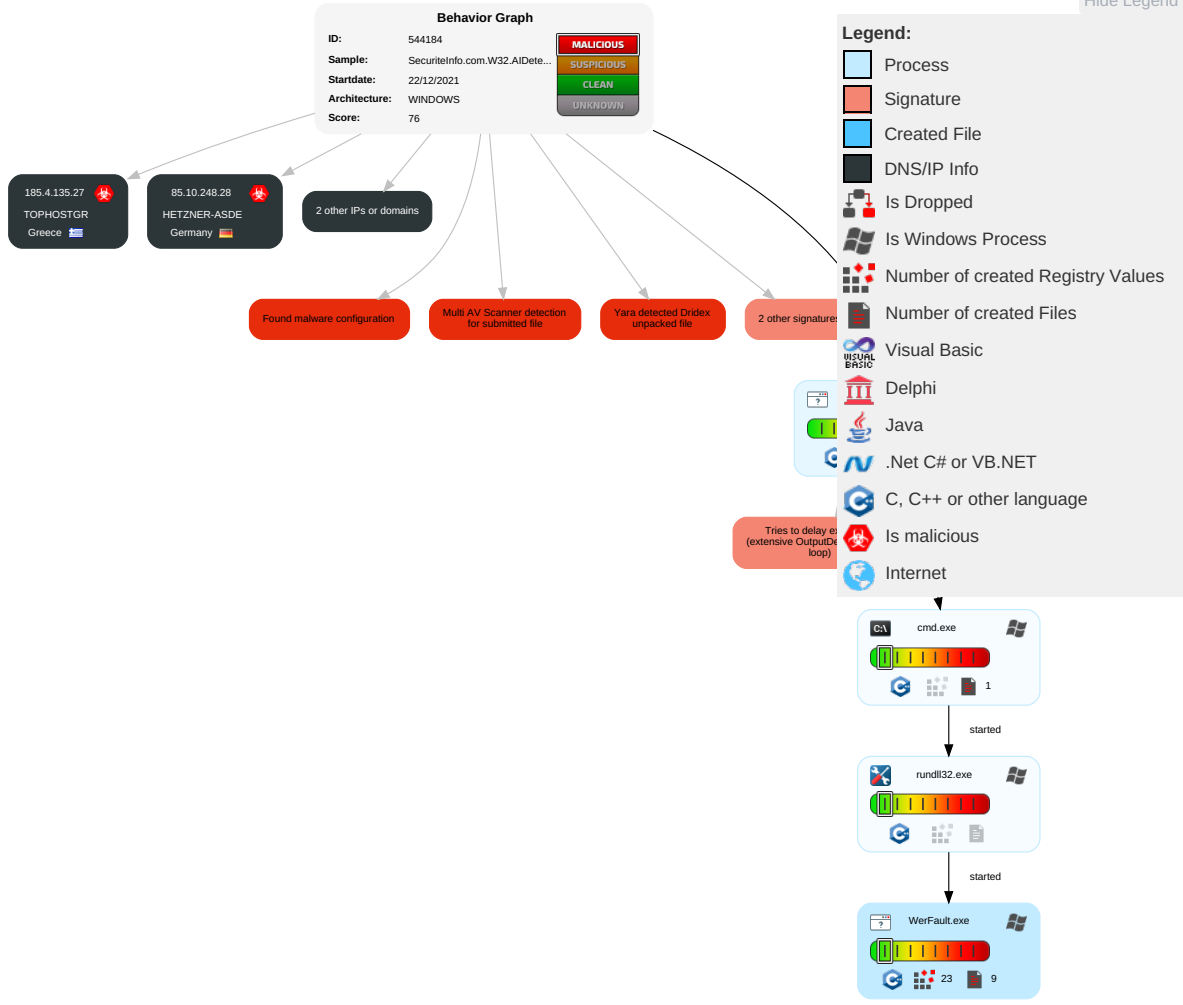 Hide Legend
Behavior Graph
ID: 544184
Sample: SecuriteInfo.com.W32.AIDete...
Startdate: 22/12/2021
Architecture: WINDOWS
Score: 76
MALICIOUS
SUSPICIOUS
CLEAN
UNKNOWN
Legend:
Process
Signature
Created File
DNS/IP Info
Is Dropped
Is Windows Process
Number of created Registry Values
Number of created Files
Visual Basic
Delphi
Java
.Net C# or VB.NET
C, C++ or other language
Is malicious
Internet
185.4.135.27
TOPHOSTGR
Greece
85.10.248.28
HETZNER-ASDE
Germany
2 other IPs or domains
Found malware configuration
Multi AV Scanner detection
for submitted file
Yara detected Dridex
unpacked file
2 other signatures
?
Tries to delay
(extensive
loop)
VISUAL
BASIC
C:\
cmd.exe
1
started
rundll32.exe
started
?
WerFault.exe
23
9